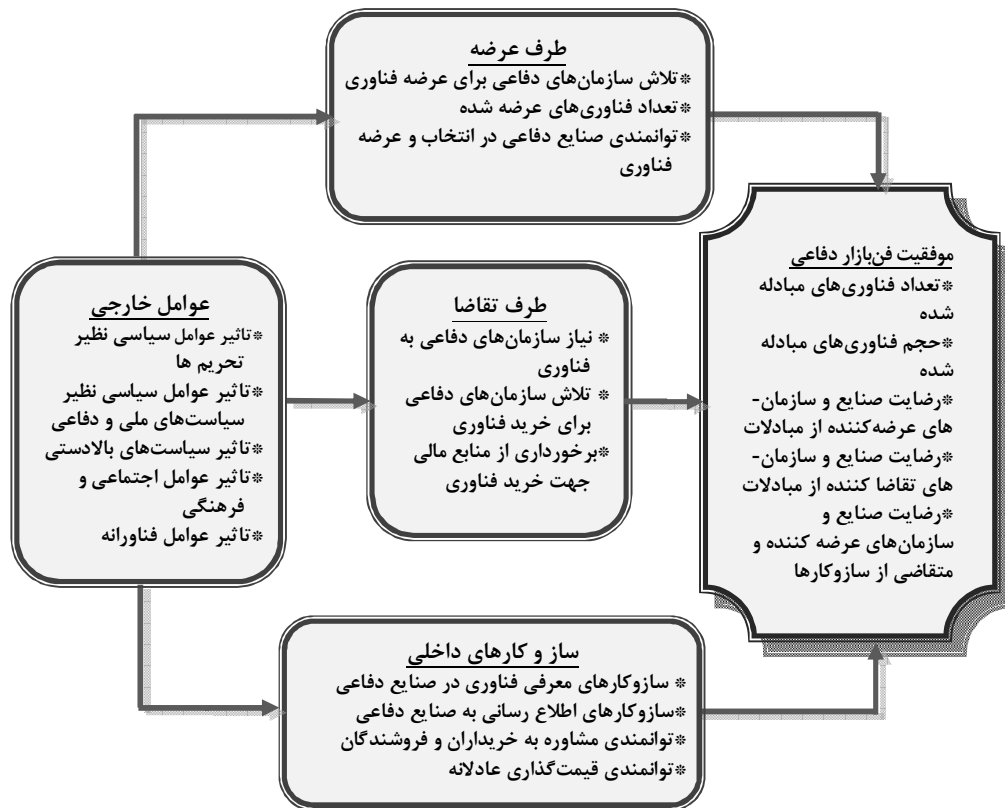 طرف عرضه
*تلاش سازمان‌های دفاعی برای عرضه فناوری
*تعداد فناوری‌های عرضه شده
*توانمندی صنایع دفاعی در انتخاب و عرضه
فناوری
عوامل خارجی
*تاثیر عوامل سیاسی نظیر
تحریم ها
*تاثیر عوامل سیاسی نظیر
سیاست‌های ملی و دفاعی
*تاثیر سیاست‌های بالادستی
*تاثیر عوامل اجتماعی و
فرهنگی
*تاثیر عوامل فناورانه
طرف تقاضا
* نیاز سازمان‌های دفاعی به
فناوری
* تلاش سازمان‌های دفاعی
برای خرید فناوری
*برخورداری از منابع مالی
جهت خرید فناوری
موفقیت فن‌بازار دفاعی
*تعداد فناوری‌های مبادله
شده
*حجم فناوری‌های مبادله
شده
*رضایت صنایع و سازمان-
های عرضه‌کننده از مبادلات
*رضایت صنایع و سازمان-
های تقاضا کننده از مبادلات
*رضایت صنایع و
سازمان‌های عرضه کننده و
متقاضی از سازوکارها
ساز و کارهای داخلی
* سازوکارهای معرفی فناوری در صنایع دفاعی
*سازوکارهای اطلاع رسانی به صنایع دفاعی
*توانمندی مشاوره به خریداران و فروشندگان
*توانمندی قیمت‌گذاری عادلانه